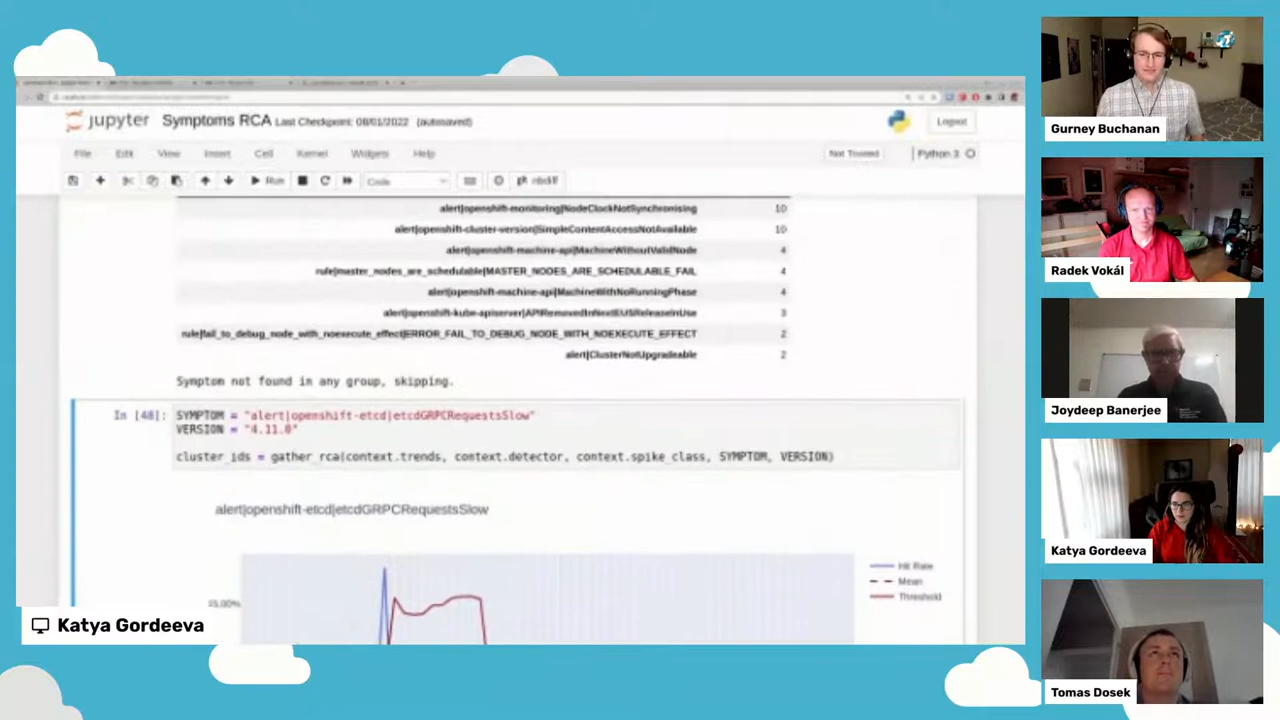 jupyter Symptoms RCA Last Checkpoint: 08/01/2022 (autosaved)
Logout
File Edit View Insert Cell Kernel Widgets Help
Not Trusted
Python 3
Run
Code
nbdiff
alert|openshift-monitoring|NodeClockNotSynchronising 10
alert|openshift-cluster-version|SimpleContentAccessNotAvailable 10
alert|openshift-machine-api|MachineWithoutValidNode 4
rule|master_nodes_are_schedulable|MASTER_NODES_ARE_SCHEDULABLE_FAIL 4
alert|openshift-machine-api|MachineWithNoRunningPhase 4
alert|openshift-kube-apiserver|APIRemovedInNextEUSReleaseInUse 3
rule|fail_to_debug_node_with_noexecute_effect|ERROR_FAIL_TO_DEBUG_NODE_WITH_NOEXECUTE_EFFECT 2
alert|ClusterNotUpgradeable 2
Symptom not found in any group, skipping.
In [48]: SYMPTOM = "alert|openshift-etcd|etcdGRPCRequestsSlow"
VERSION = "4.11.0"
cluster_ids = gather_rca(context.trends, context.detector, context.spike_class, SYMPTOM, VERSION)
alert|openshift-etcd|etcdGRPCRequestsSlow
Hit Rate
Mean
Threshold
Katya Gordeeva
Gurney Buchanan
Radek Vokál
Joydeep Banerjee
Katya Gordeeva
Tomas Dosek